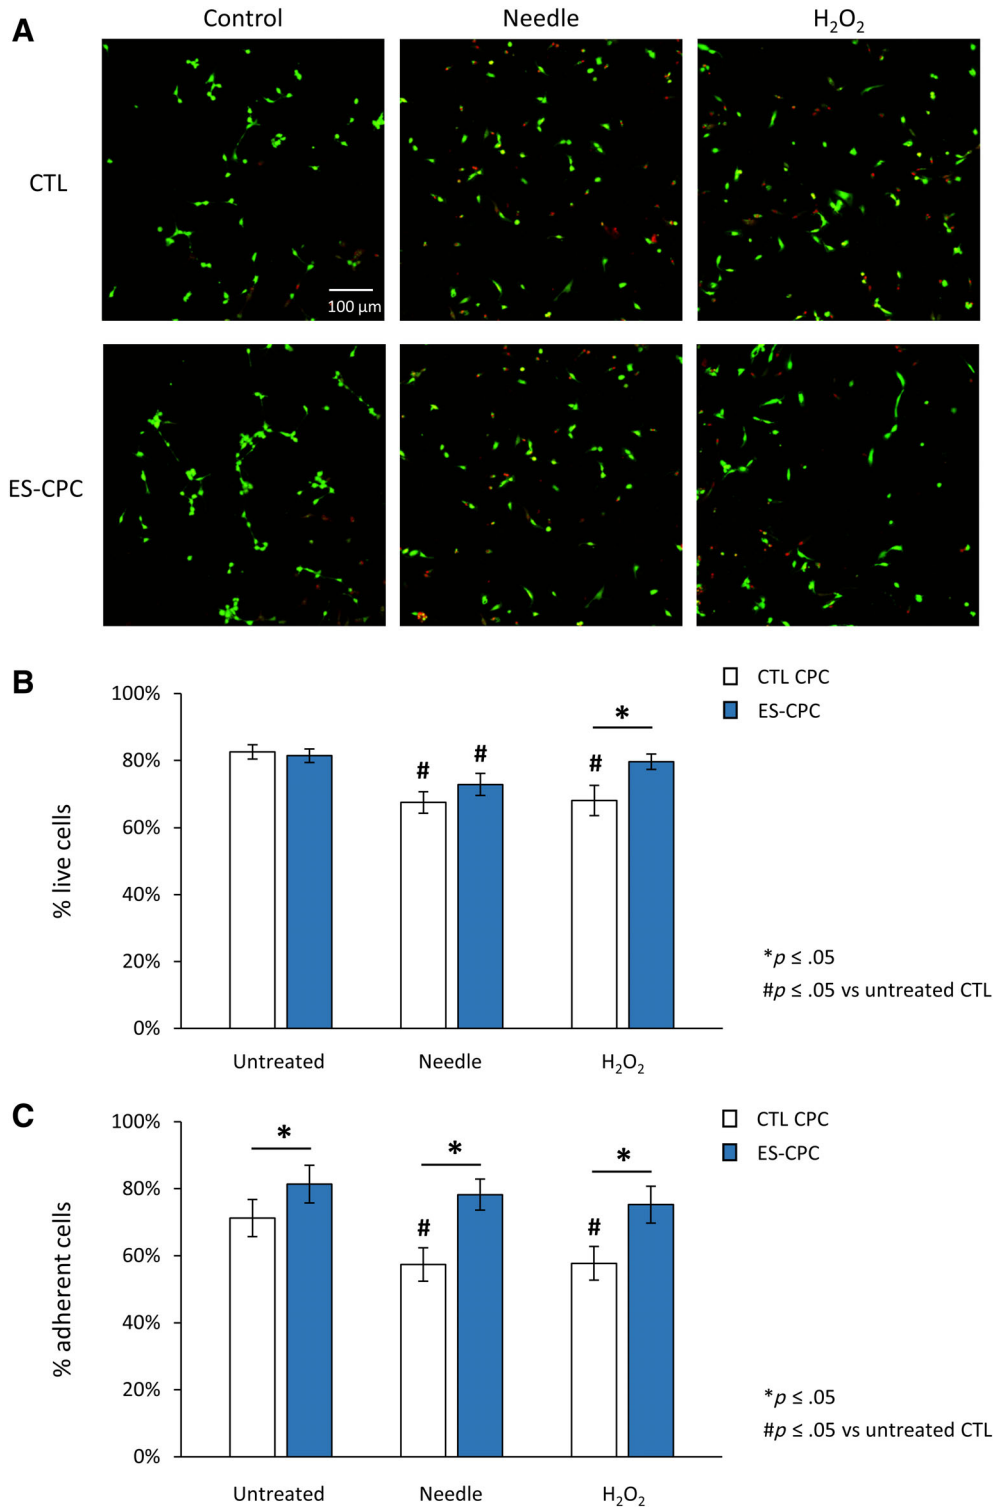 A
Control
Needle
H₂O₂
CTL
100 µm
ES-CPC
B
CTL CPC
ES-CPC
100%
80%
60%
40%
20%
0%
% live cells
#
#
#
*
*p ≤ .05
#p ≤ .05 vs untreated CTL
Untreated
Needle
H₂O₂
C
CTL CPC
ES-CPC
100%
80%
60%
40%
20%
0%
% adherent cells
*
*
*
#
#
*p ≤ .05
#p ≤ .05 vs untreated CTL
Untreated
Needle
H₂O₂